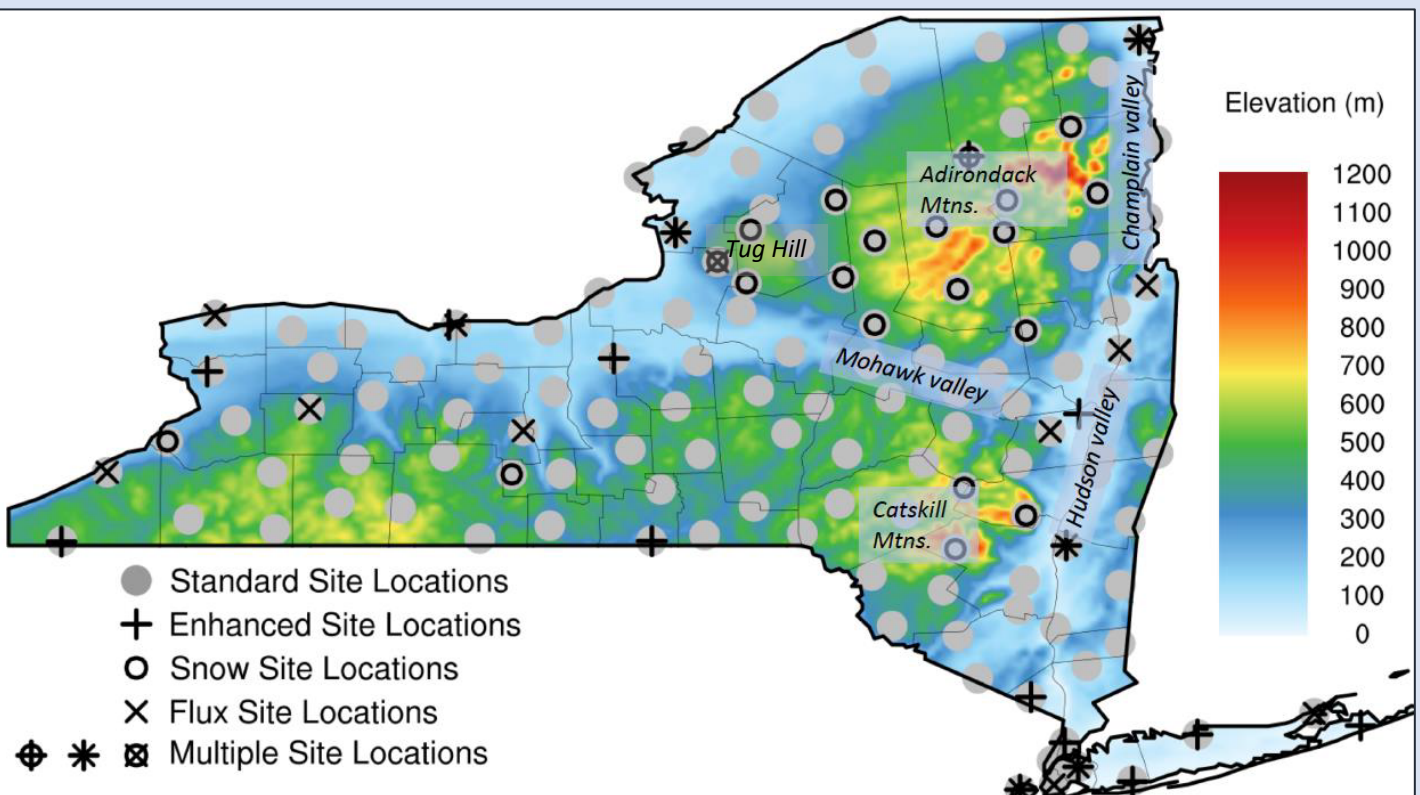 Champlain valley
Elevation (m)
Adirondack
Mtns.
Tug Hill
1200
1100
1000
900
800
700
600
500
400
300
200
100
0
Mohawk valley
Hudson valley
Catskill
Mtns.
Standard Site Locations
Enhanced Site Locations
Snow Site Locations
Flux Site Locations
Multiple Site Locations